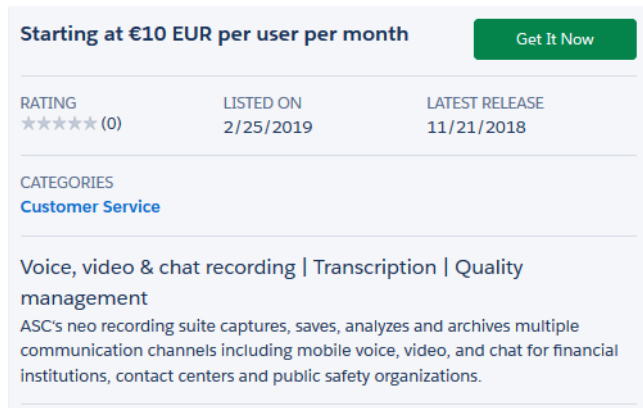 Starting at €10 EUR per user per month
Get It Now
RATING
LISTED ON
LATEST RELEASE
★★★★★ (0)
2/25/2019
11/21/2018
CATEGORIES
Customer Service
Voice, video & chat recording | Transcription | Quality
management
ASC's neo recording suite captures, saves, analyzes and archives multiple
communication channels including mobile voice, video, and chat for financial
institutions, contact centers and public safety organizations.